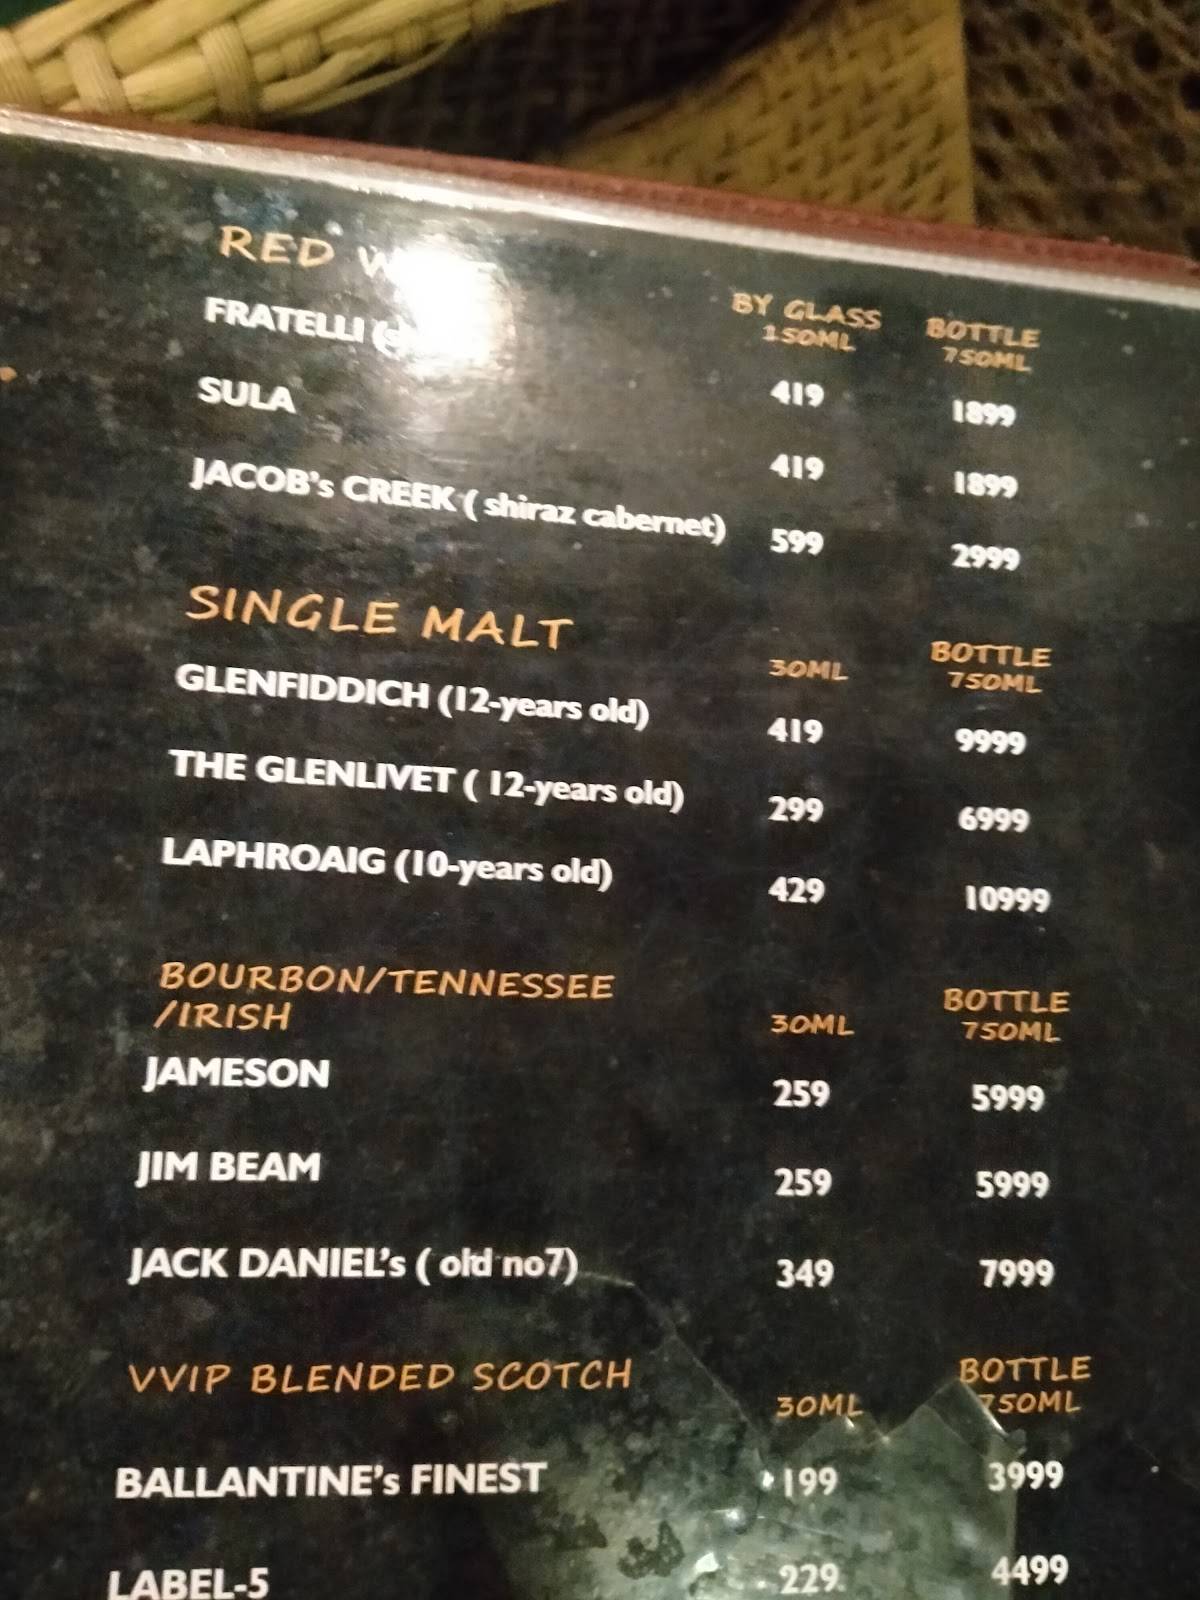 RED
BY GLASS BOTTLE
150ML 750ML
FRATELLI 419 1899
SULA 419 1899
JACOB's CREEK ( shiraz cabernet) 599 2999
SINGLE MALT 30ML BOTTLE
750ML
GLENFIDDICH (12-years old) 419 9999
THE GLENLIVET ( 12-years old) 299 6999
LAPHROAIG (10-years old) 429 10999
BOURBON/TENNESSEE BOTTLE
/IRISH 30ML 750ML
JAMESON 259 5999
JIM BEAM 259 5999
JACK DANIEL's ( old no7) 349 7999
VVIP BLENDED SCOTCH BOTTLE
30ML 750ML
BALLANTINE's FINEST 199 3999
LABEL-5 229 4499